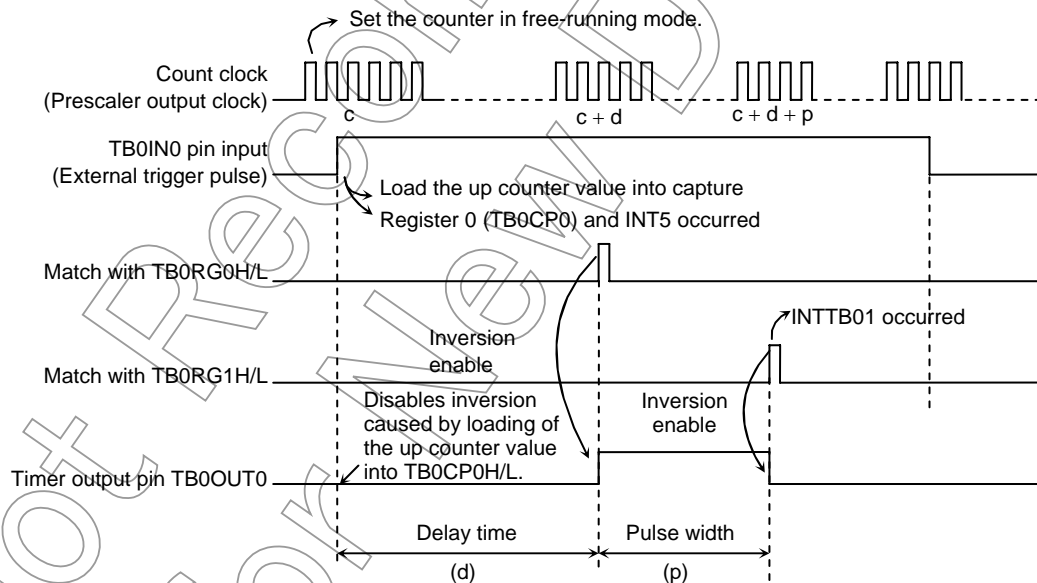 Set the counter in free-running mode.
Count clock
(Prescaler output clock)
c
c + d
c + d + p
TB0IN0 pin input
(External trigger pulse)
Load the up counter value into capture
Register 0 (TB0CP0) and INT5 occurred
Match with TB0RG0H/L
INTTB01 occurred
Inversion
enable
Match with TB0RG1H/L
Disables inversion
caused by loading of
the up counter value
into TB0CP0H/L.
Inversion
enable
Timer output pin TB0OUT0
Delay time
Pulse width
(d)
(p)